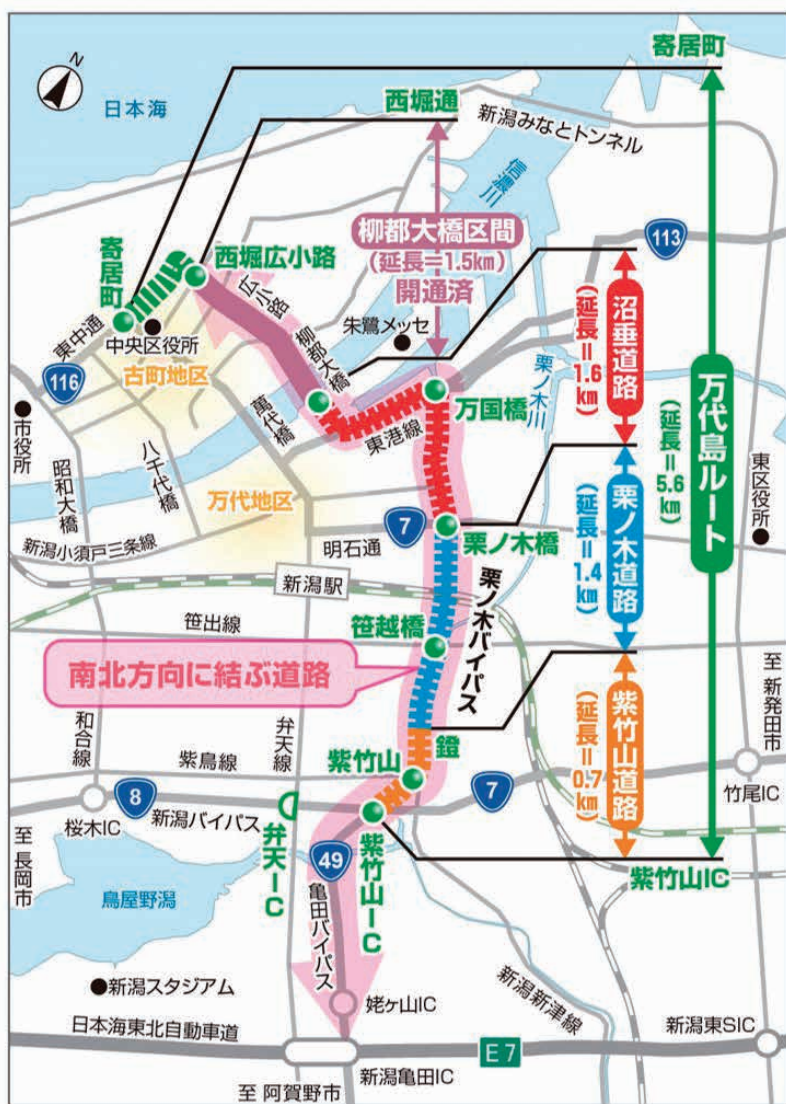 N
日本海
寄居町
西堀通
新潟みなとトンネル
信濃川
柳都大橋区間
(延長=1.5km)
開通済
113
寄居町
西堀広小路
広小路
東中通
中央区役所
古町地区
116
朱鷺メッセ
柳都大橋
萬代橋
万国橋
東港線
栗ノ木川
沼垂道路
(延長=1.6km)
万代島ルート
(延長=5.6km)
市役所
昭和大橋
八千代橋
万代地区
東区役所
新潟小須戸三条線
明石通
7
栗ノ木橋
栗ノ木道路
(延長=1.4km)
新潟駅
笹出線
笹越橋
栗ノ木バイパス
南北方向に結ぶ道路
至 新発田市
和合線
弁天線
紫鳥線
鐙
紫竹山
紫竹山道路
(延長=0.7km)
8
新潟バイパス
7
竹尾IC
桜木IC
至 長岡市
弁天IC
49
紫竹山IC
紫竹山IC
鳥屋野潟
亀田バイパス
新潟スタジアム
姥ヶ山IC
新潟新津線
日本海東北自動車道
新潟東SIC
E7
新潟亀田IC
至 阿賀野市